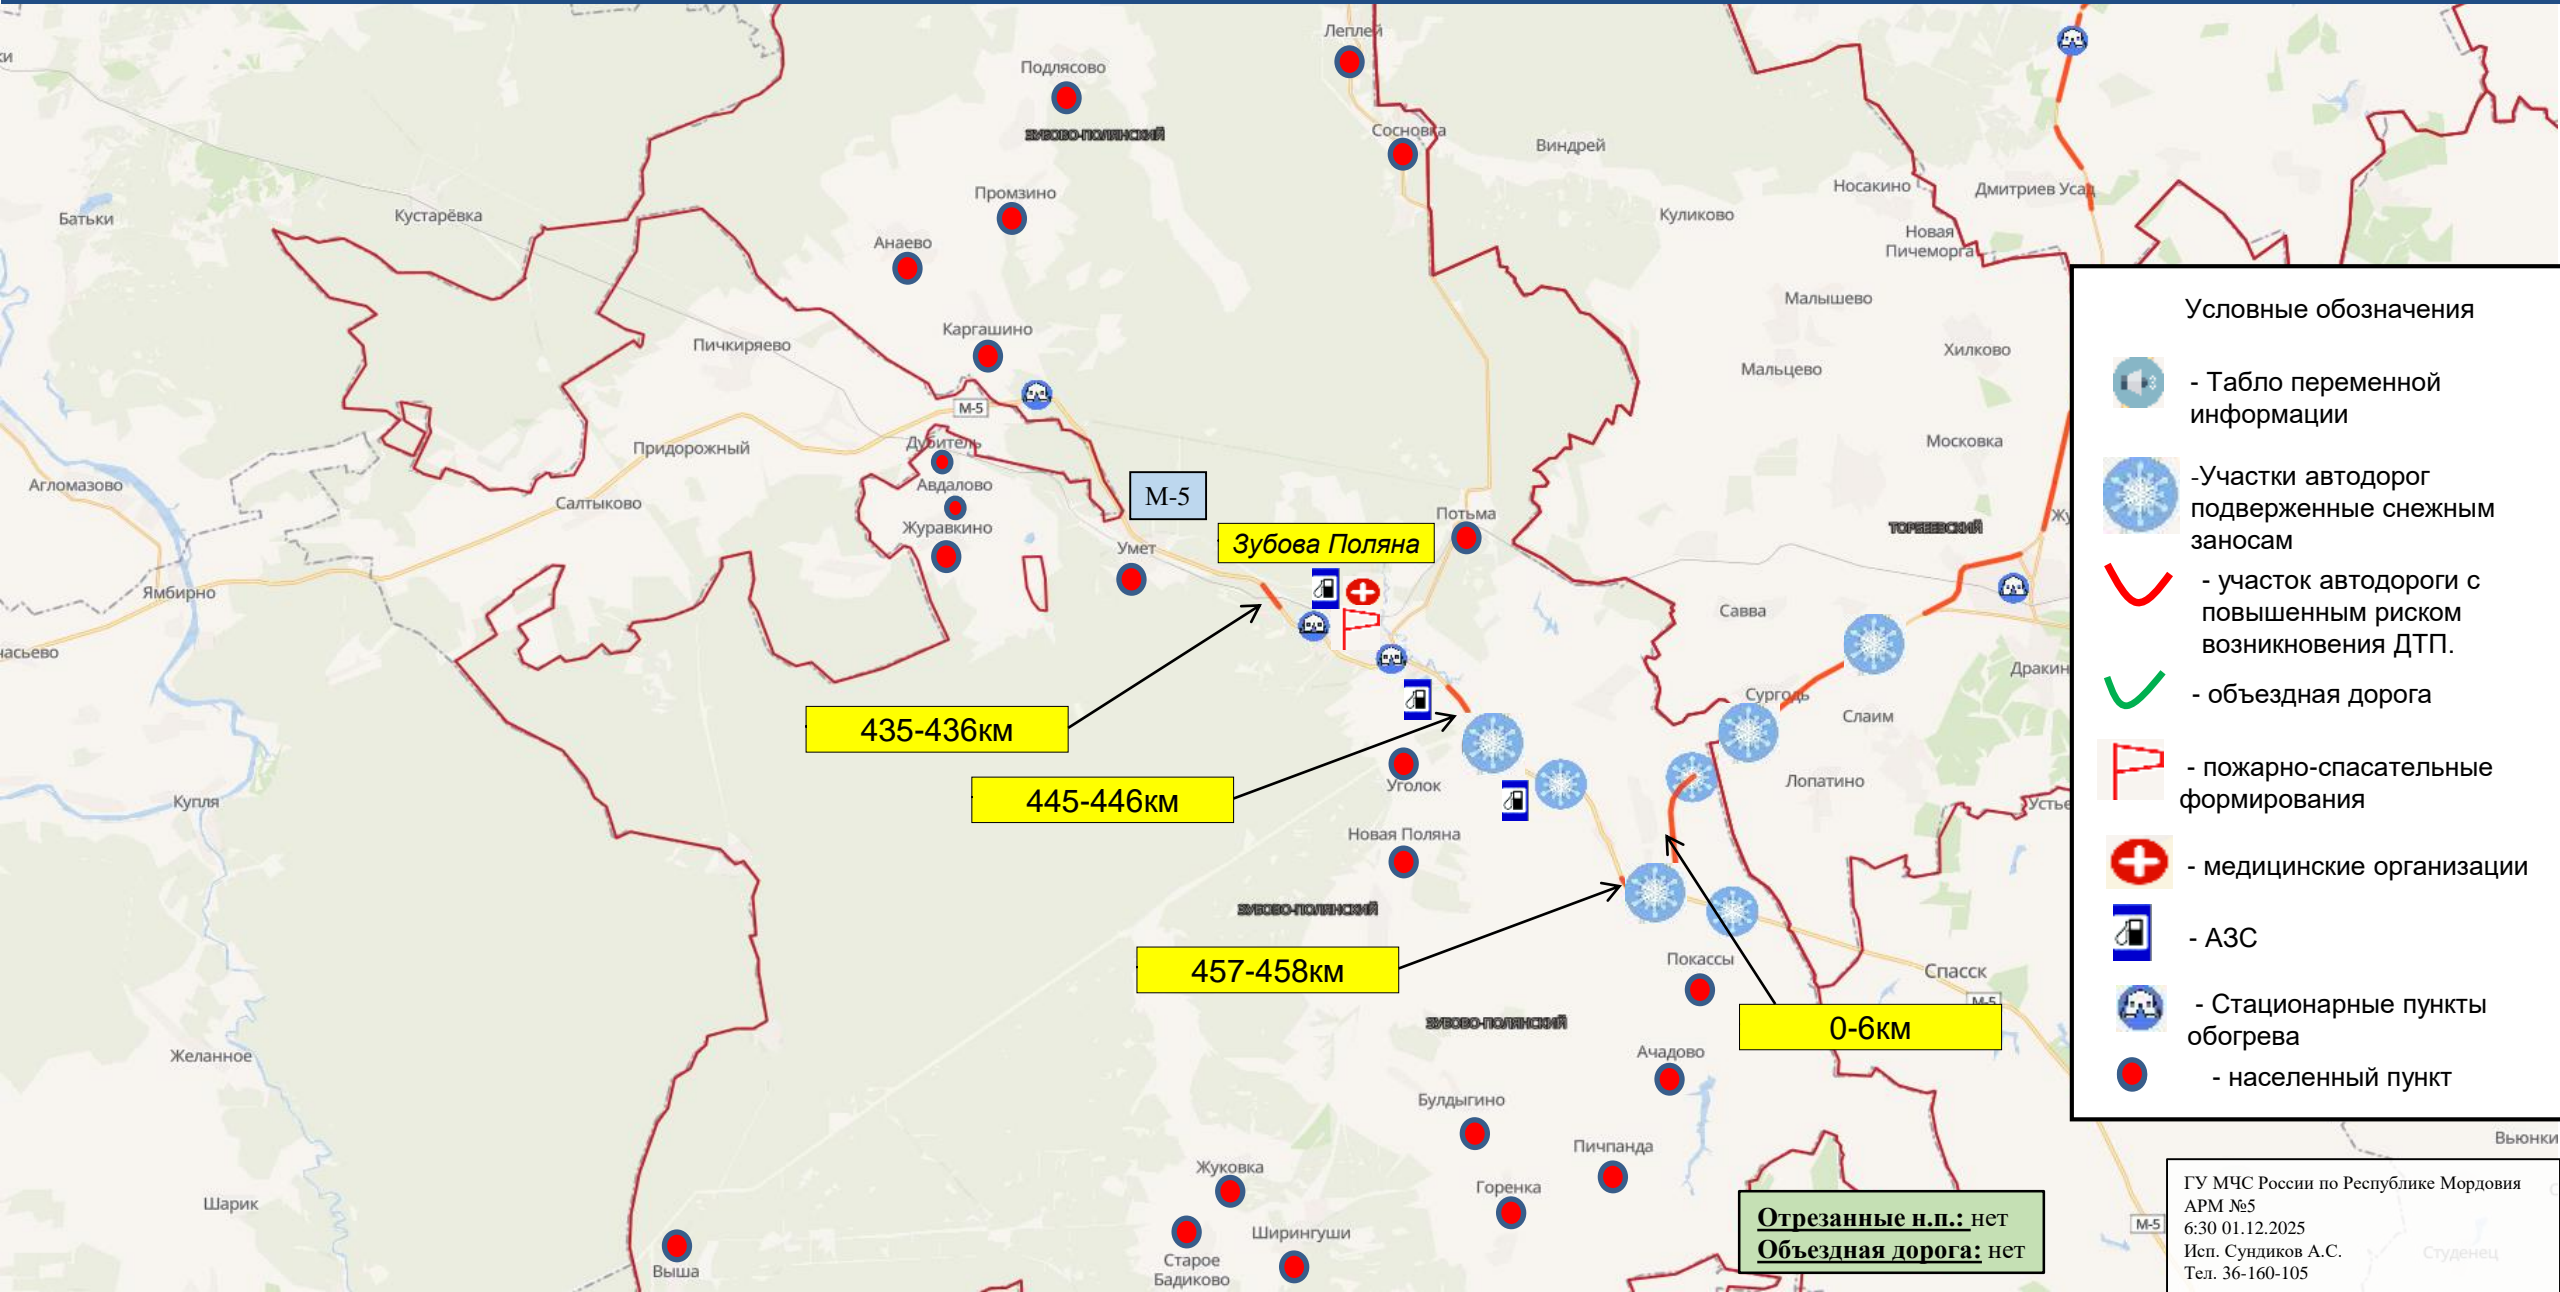 Леплей
Подлясово
ЗУБОВО-ПОЛЯНСКИЙ
Сосновка
Виндрей
Промзино
Носакино
Дмитриев Усад
Батьки
Кустарёвка
Куликово
Анаево
Новая
Пичеморга
Малышево
Каргашино
Пичкиряево
Хилково
Мальцево
М-5
Дубитель
Придорожный
Московка
Агломазово
Авдалово
Салтыково
М-5
Потьма
Журавкино
ТОРБЕЕВСКИЙ
Умет
Зубова Поляна
Ямбирно
Савва
Дракин
Сургодь
Слаим
435-436км
Уголок
Лопатино
445-446км
Купля
Устье
Новая Поляна
ЗУБОВО-ПОЛЯНСКИЙ
457-458км
Покассы
Спасск
М-5
ЗУБОВО-ПОЛЯНСКИЙ
0-6км
Желанное
Ачадово
Булдыгино
Пичпанда
Жуковка
Горенка
Шарик
Ширингуши
Старое
Бадиково
Выша
Вьюнки
М-5
Студенец
Условные обозначения
- Табло переменной
информации
-Участки автодорог
подверженные снежным
заносам
- участок автодороги с
повышенным риском
возникновения ДТП.
- объездная дорога
- пожарно-спасательные
формирования
- медицинские организации
- АЗС
- Стационарные пункты
обогрева
- населенный пункт
Отрезанные н.п.: нет
Объездная дорога: нет
ГУ МЧС России по Республике Мордовия
АРМ №5
6:30 01.12.2025
Исп. Сундиков А.С.
Тел. 36-160-105